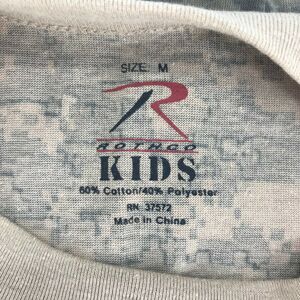 SIZE: M
R
ROTHCO
KIDS
60% Cotton/40% Polyester
RN 37572
Made in China